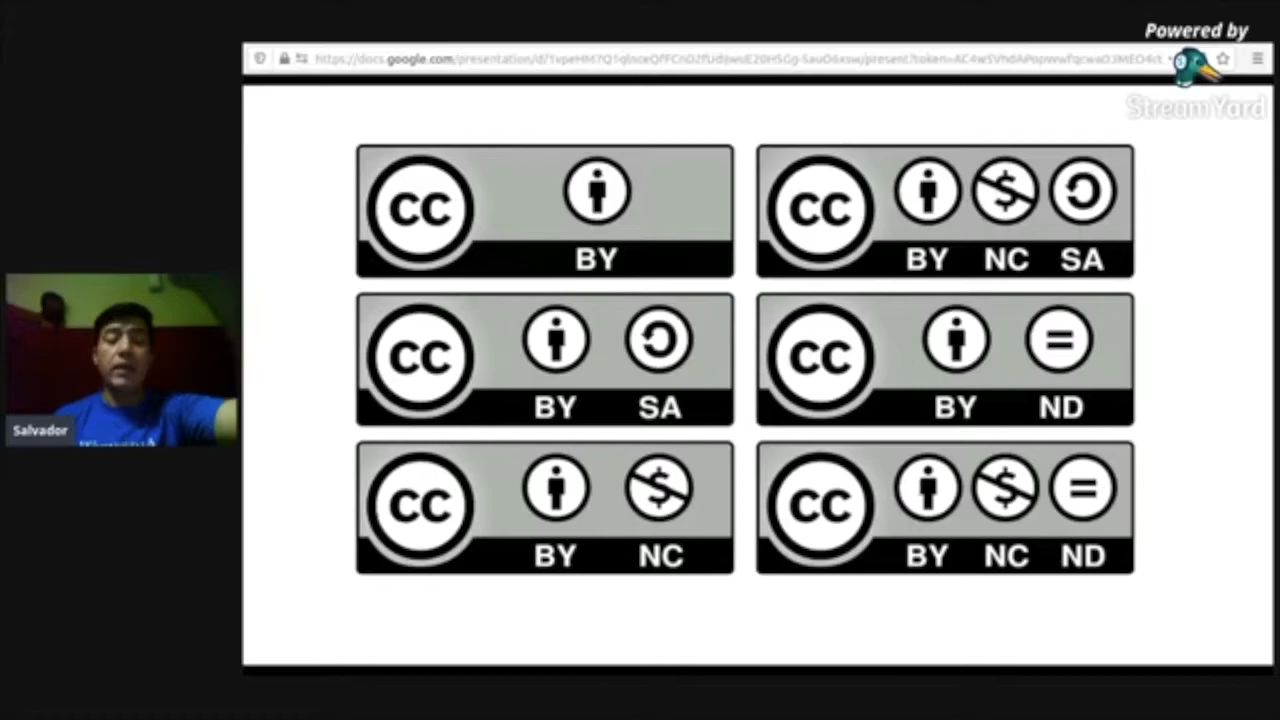 Powered by
StreamYard
CC
BY
CC
BY NC SA
CC
BY SA
CC
BY ND
CC
BY NC
CC
BY NC ND
Salvador